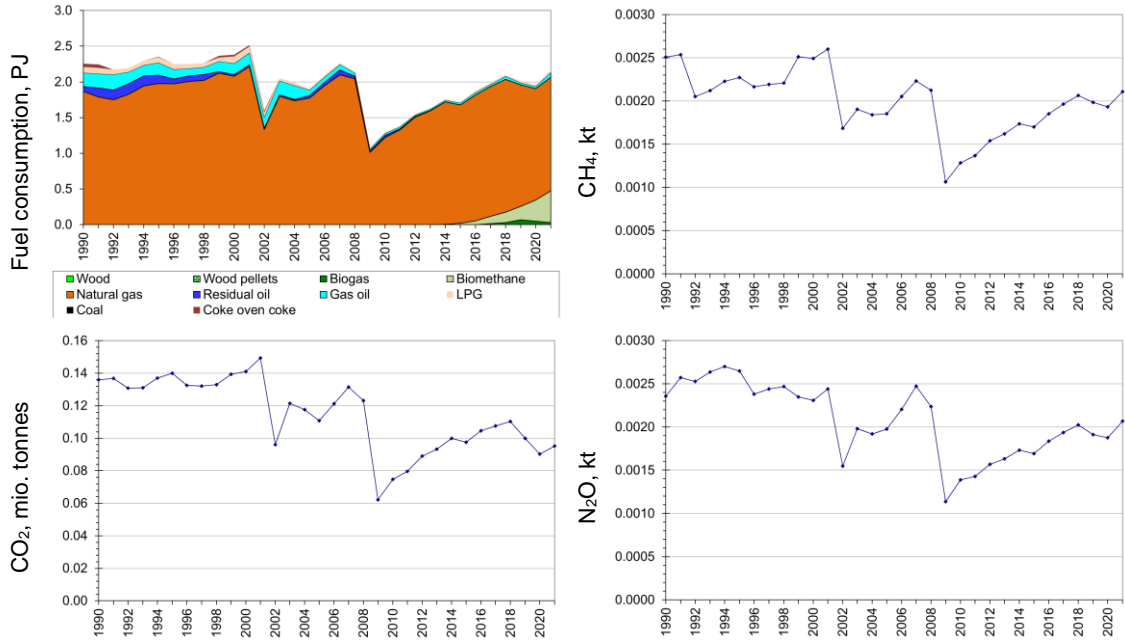 Fuel consumption, PJ
3.0
2.5
2.0
1.5
1.0
0.5
0.0
1990 1992 1994 1996 1998 2000 2002 2004 2006 2008 2010 2012 2014 2016 2018 2020
Wood Wood pellets Biogas Biomethane
Natural gas Residual oil Gas oil LPG
Coal Coke oven coke
CH₄, kt
0.0030
0.0025
0.0020
0.0015
0.0010
0.0005
0.0000
1990 1992 1994 1996 1998 2000 2002 2004 2006 2008 2010 2012 2014 2016 2018 2020
CO₂, mio. tonnes
0.16
0.14
0.12
0.10
0.08
0.06
0.04
0.02
0.00
1990 1992 1994 1996 1998 2000 2002 2004 2006 2008 2010 2012 2014 2016 2018 2020
N₂O, kt
0.0030
0.0025
0.0020
0.0015
0.0010
0.0005
0.0000
1990 1992 1994 1996 1998 2000 2002 2004 2006 2008 2010 2012 2014 2016 2018 2020